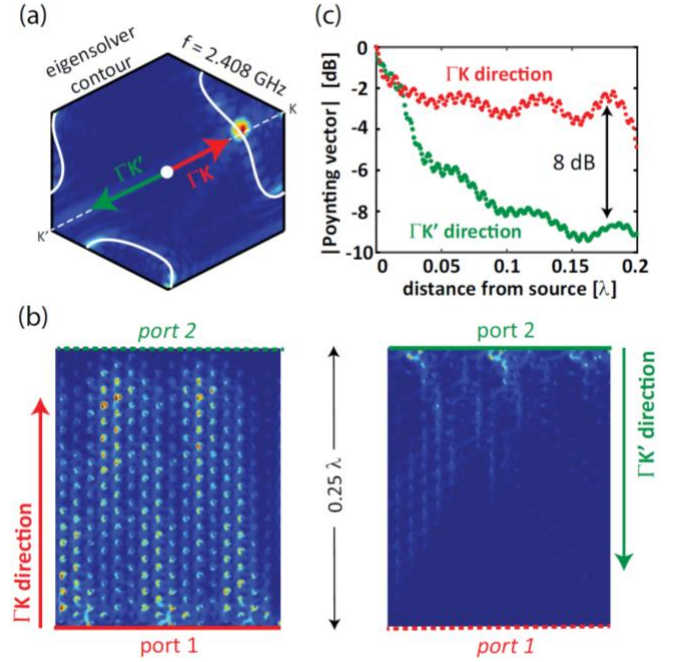 (a)
eigensolver
contour
f = 2.408 GHz
K
ΓK
ΓK'
K'
(c)
|Poynting vector| [dB]
0
-2
-4
-6
-8
-10
ΓK direction
8 dB
ΓK' direction
0
0.05
0.1
0.15
0.2
distance from source [λ]
(b)
port 2
ΓK direction
port 1
0.25 λ
port 2
ΓK' direction
port 1